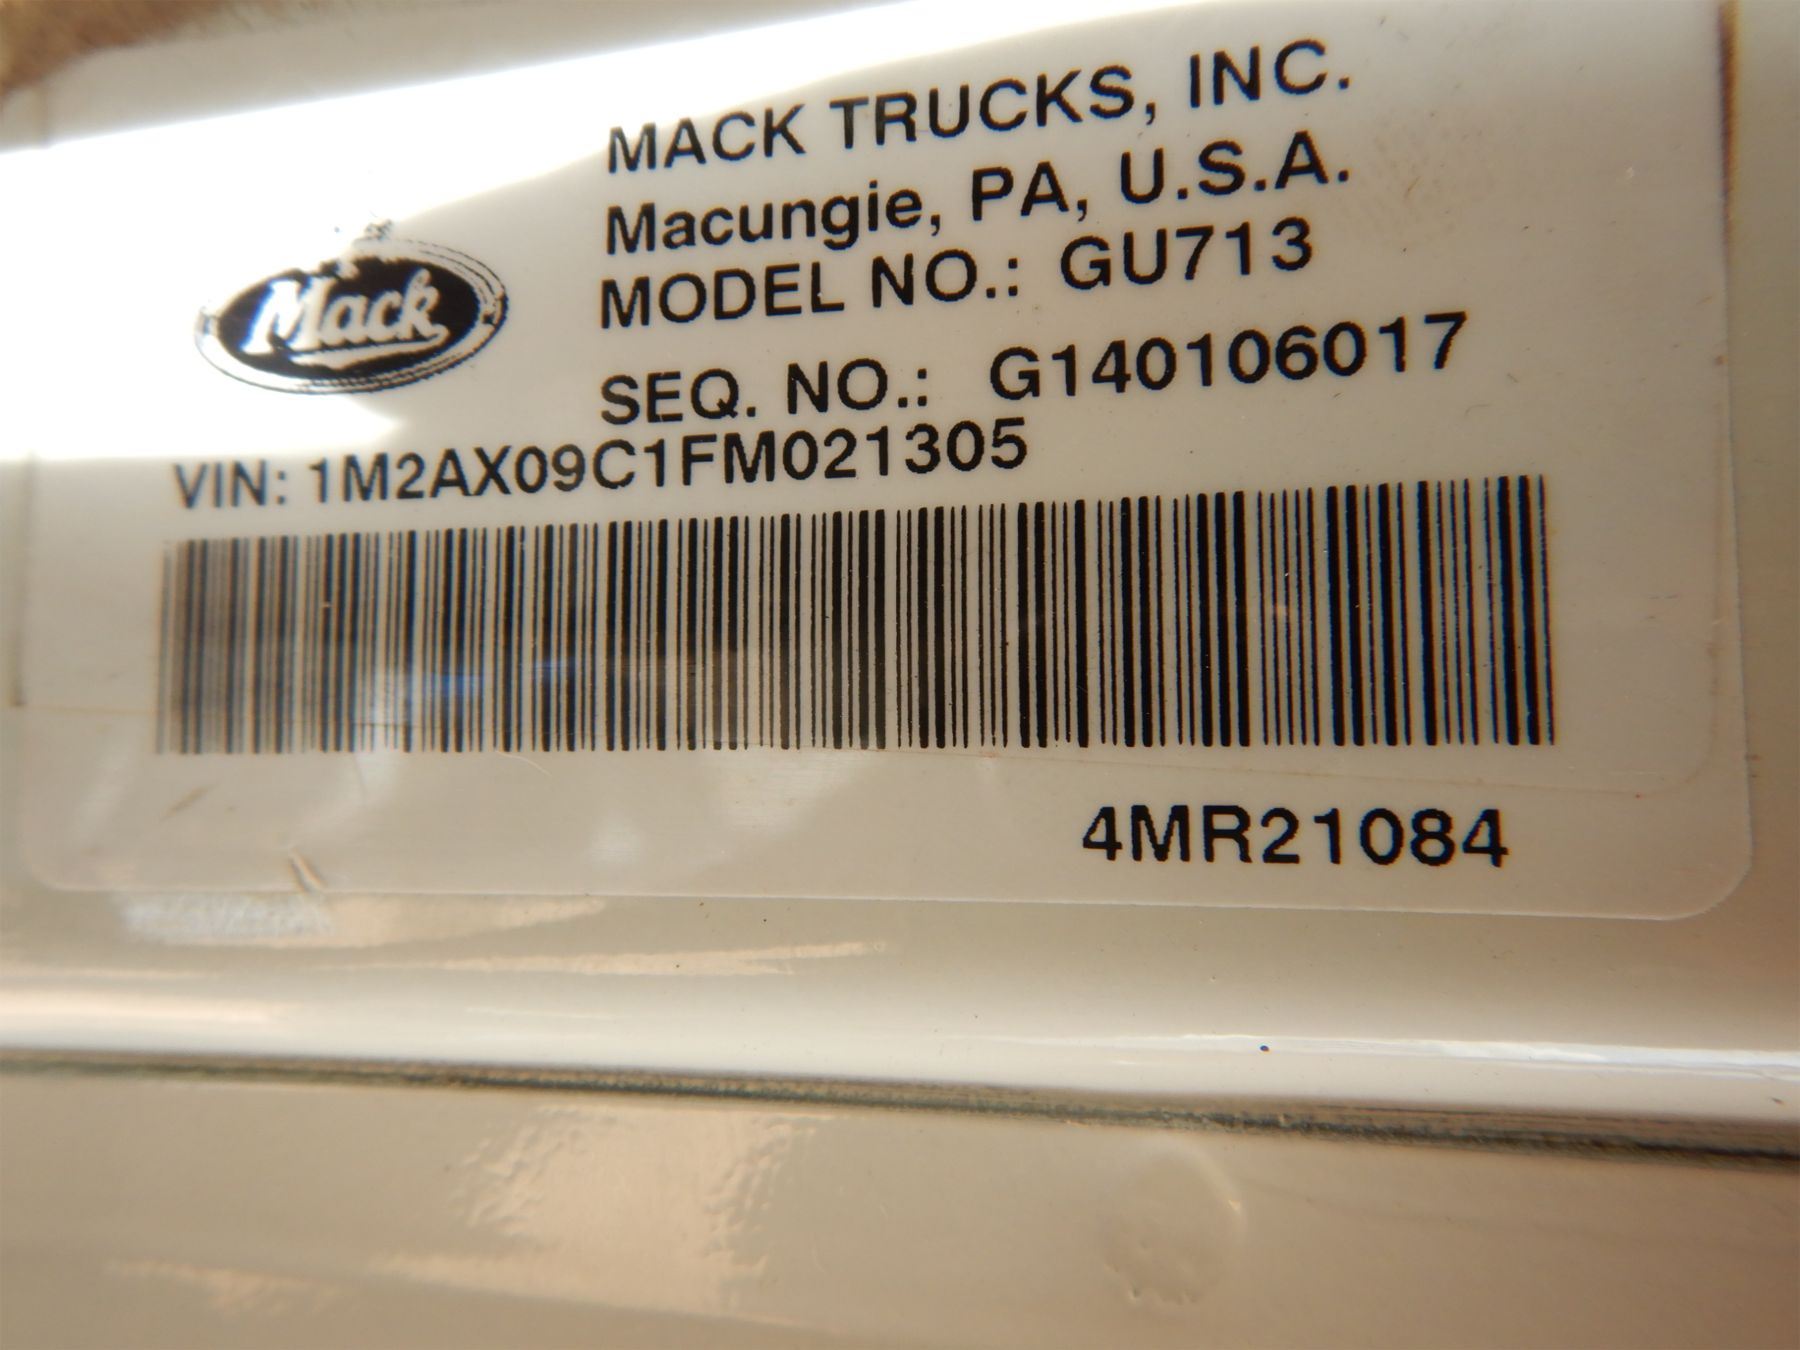 MACK TRUCKS, INC.
Macungie, PA, U.S.A.
MODEL NO.: GU713
Mack
SEQ. NO.: G140106017
VIN: 1M2AX09C1FM021305
4MR21084